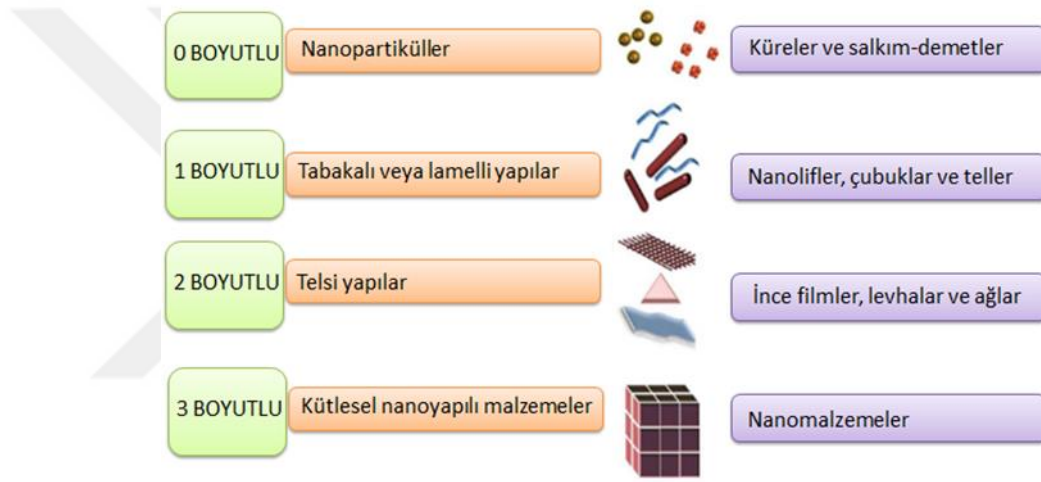 0 BOYUTLU
Nanopartiküller
Küreler ve salkım-demetler
1 BOYUTLU
Tabakalı veya lamelli yapılar
Nanolifler, çubuklar ve teller
2 BOYUTLU
Telsi yapılar
İnce filmler, levhalar ve ağlar
3 BOYUTLU
Kütlesel nanoyapılı malzemeler
Nanomalzemeler